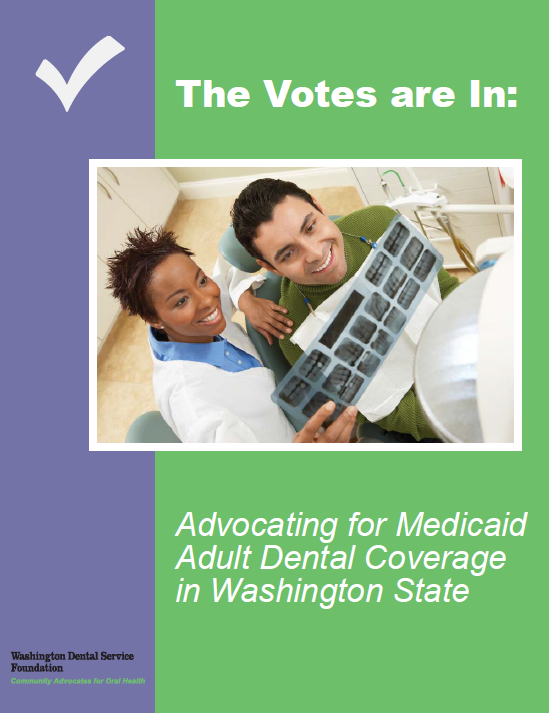 The Votes are In:
Advocating for Medicaid
Adult Dental Coverage
in Washington State
Washington Dental Service
Foundation
Community Advocates for Oral Health